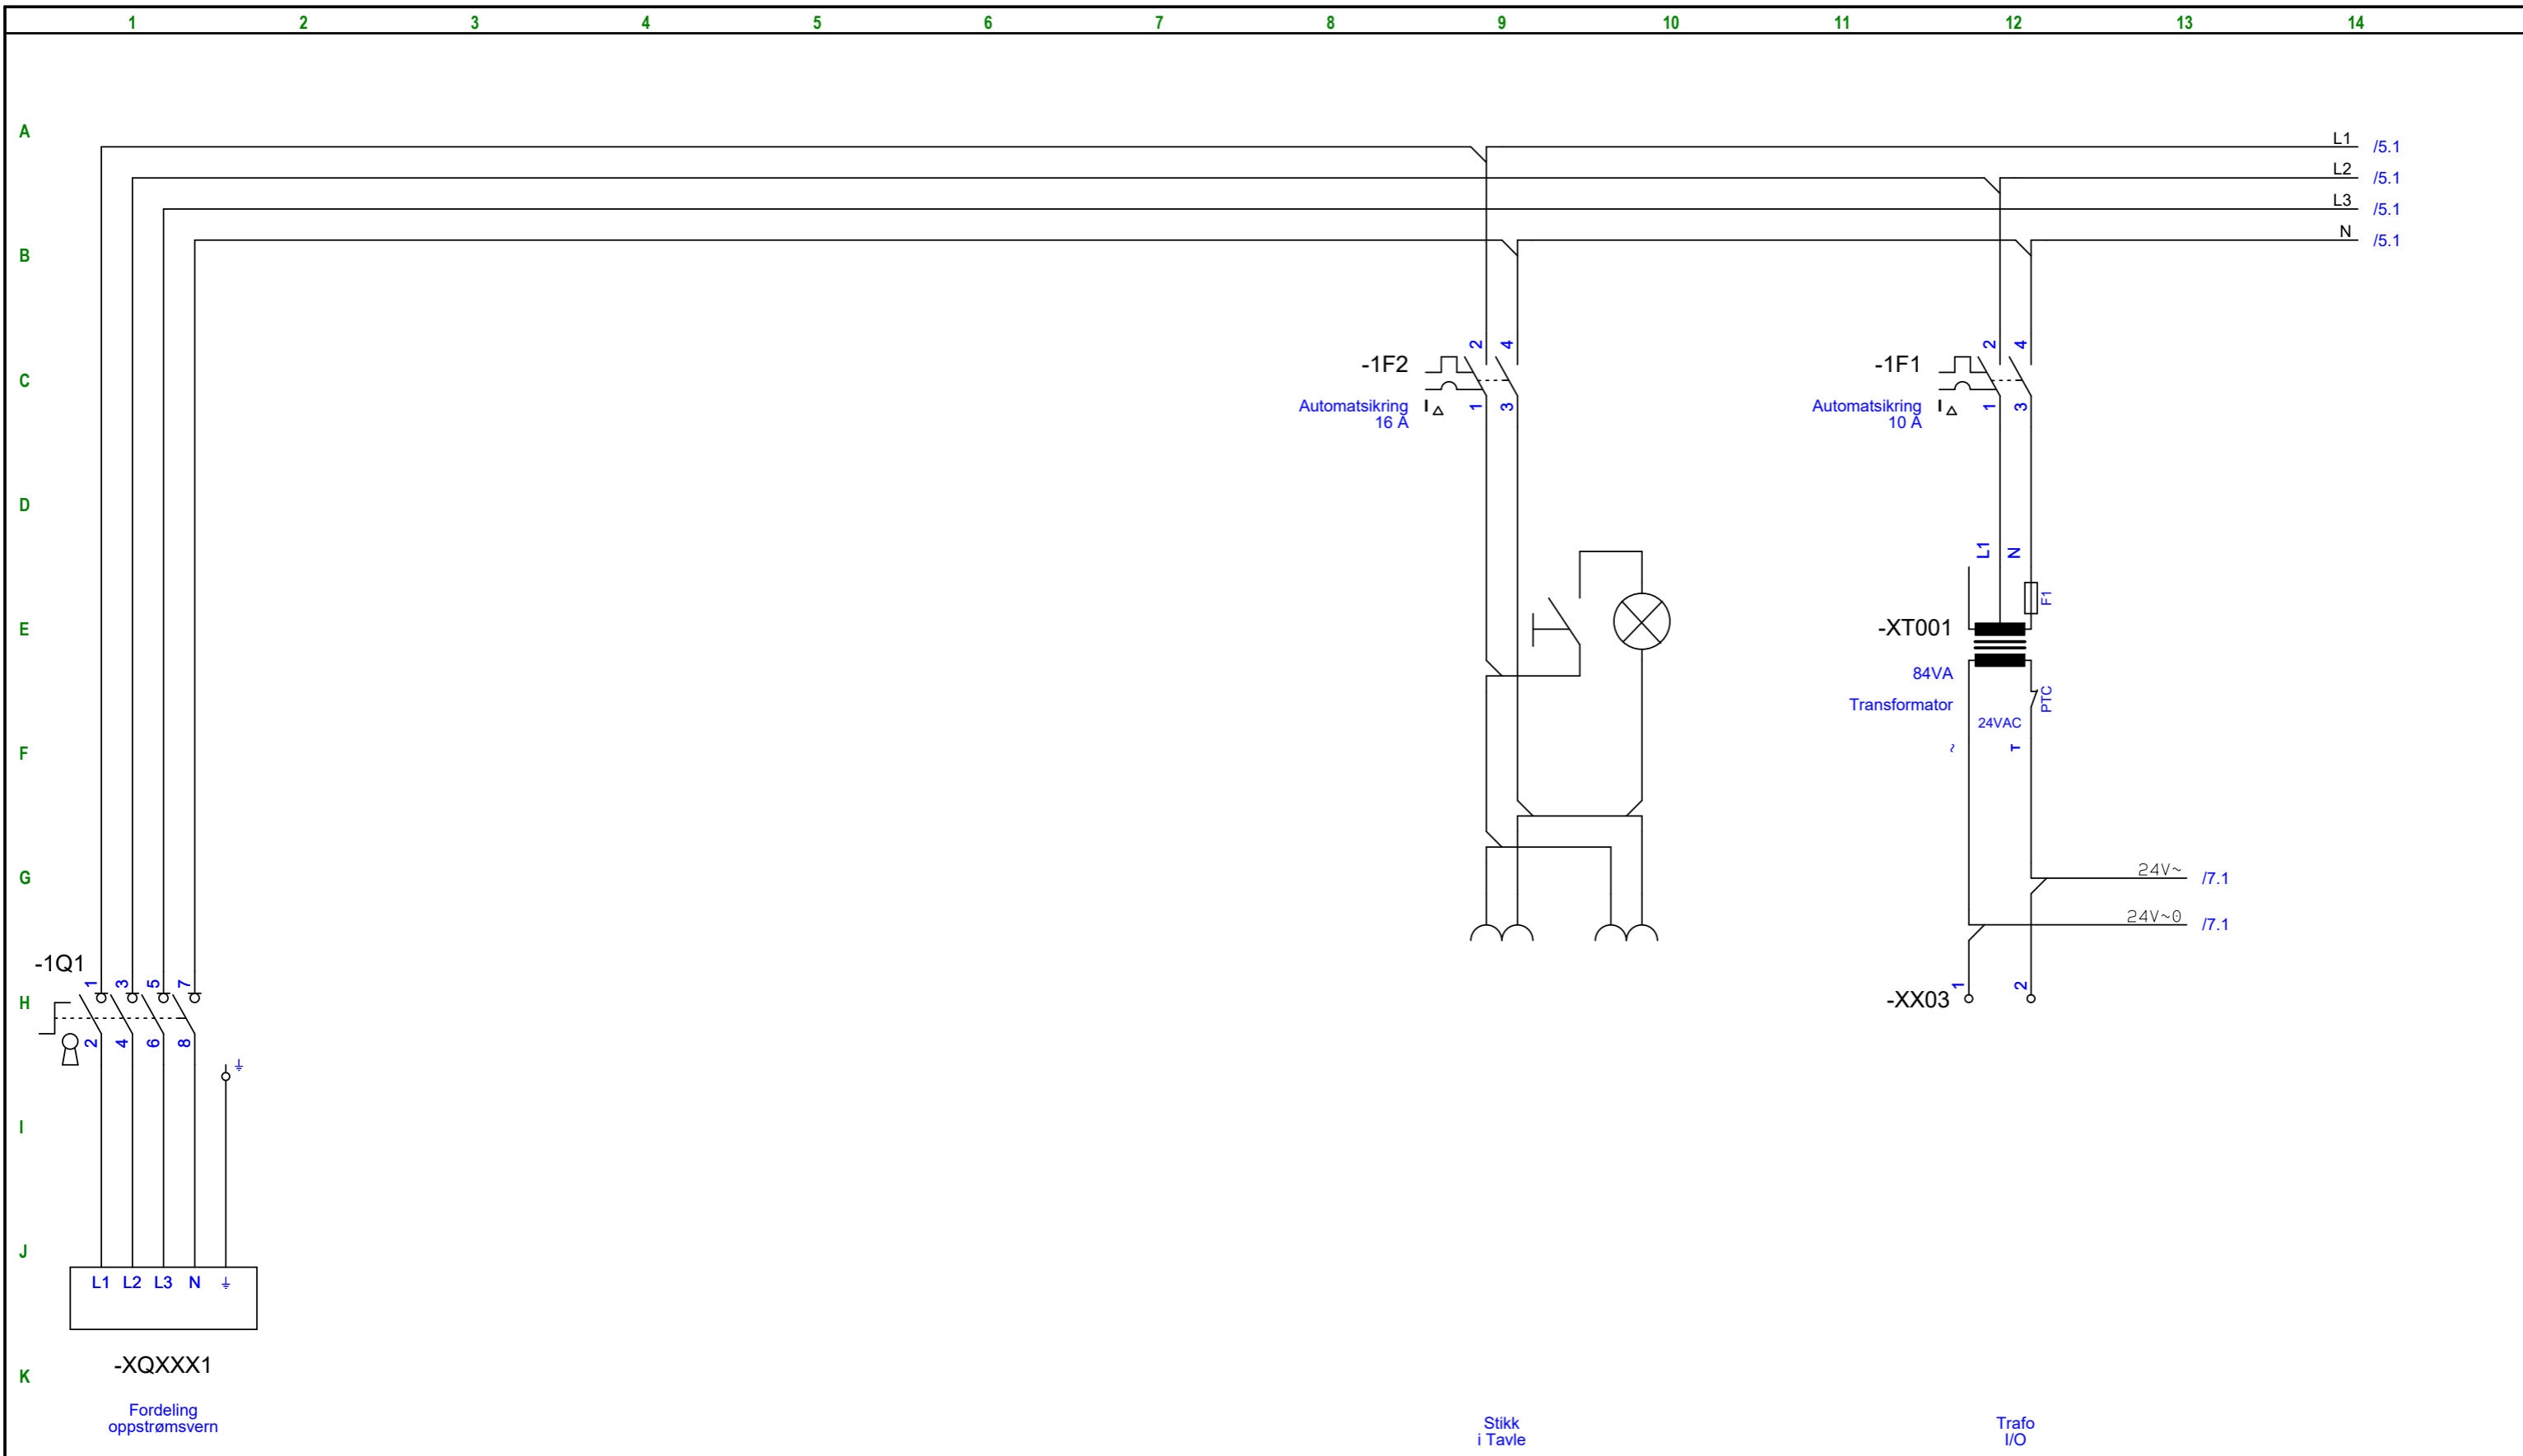 1 2 3 4 5 6 7 8 9 10 11 12 13 14
A
L1 /5.1
L2 /5.1
L3 /5.1
N /5.1
B
2 4 2 4
-1F2 -1F1
C
Automatsikring I△ 1 3 Automatsikring I△ 1 3
16 A 10 A
D
L1 N
F1
E
-XT001
84VA
PTC
Transformator
24VAC
F
~ T
G
24V~ /7.1
24V~0 /7.1
-1Q1
1 3 5 7
1 2
H
-XX03
2 4 6 8
⏚
I
J
L1 L2 L3 N ⏚
-XQXXX1
K
Fordeling
oppstrømsvern
Stikk
i Tavle
Trafo
I/O